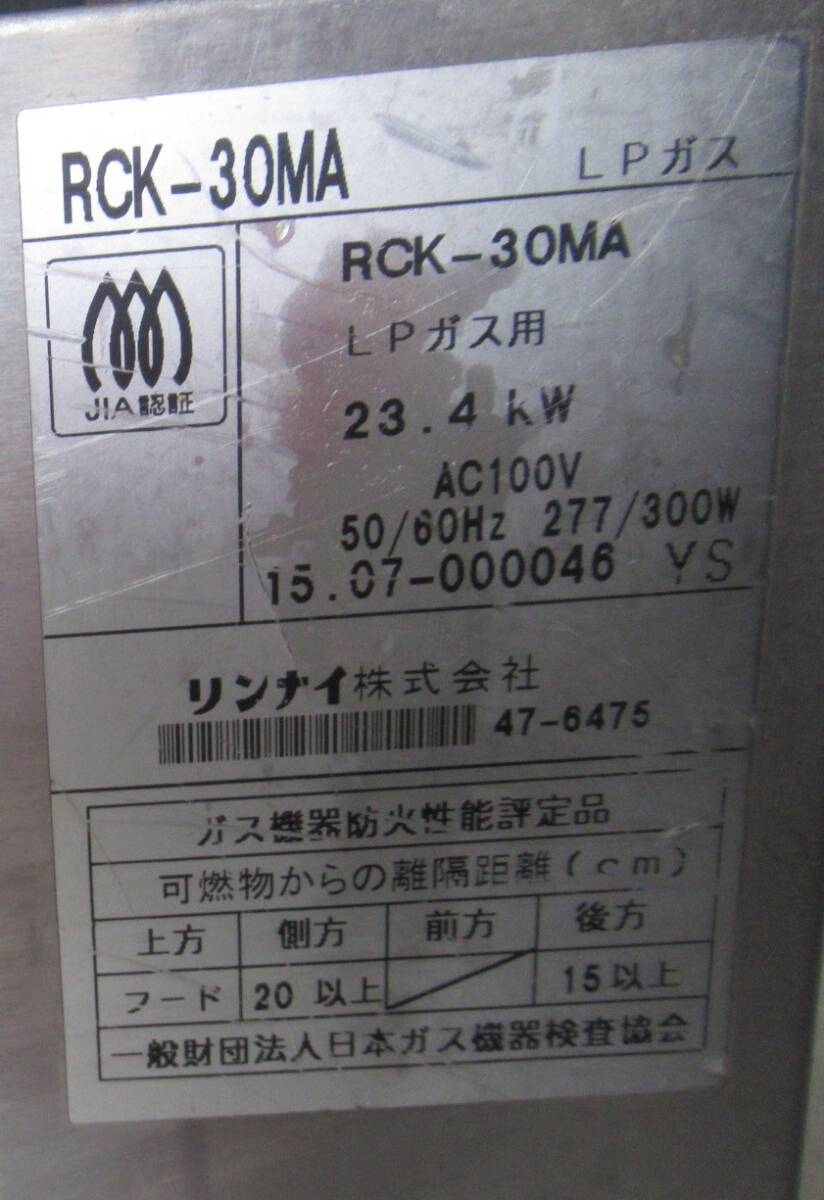 RCK-30MA LPガス
JIA認証
RCK-30MA
LPガス用
23.4 kW
AC100V
50/60Hz 277/300W
15.07-000046 YS
リンナイ株式会社
47-6475
ガス機器防火性能評定品
可燃物からの離隔距離(cm)
上方 側方 前方 後方
フード 20 以上 15以上
一般財団法人日本ガス機器検査協会